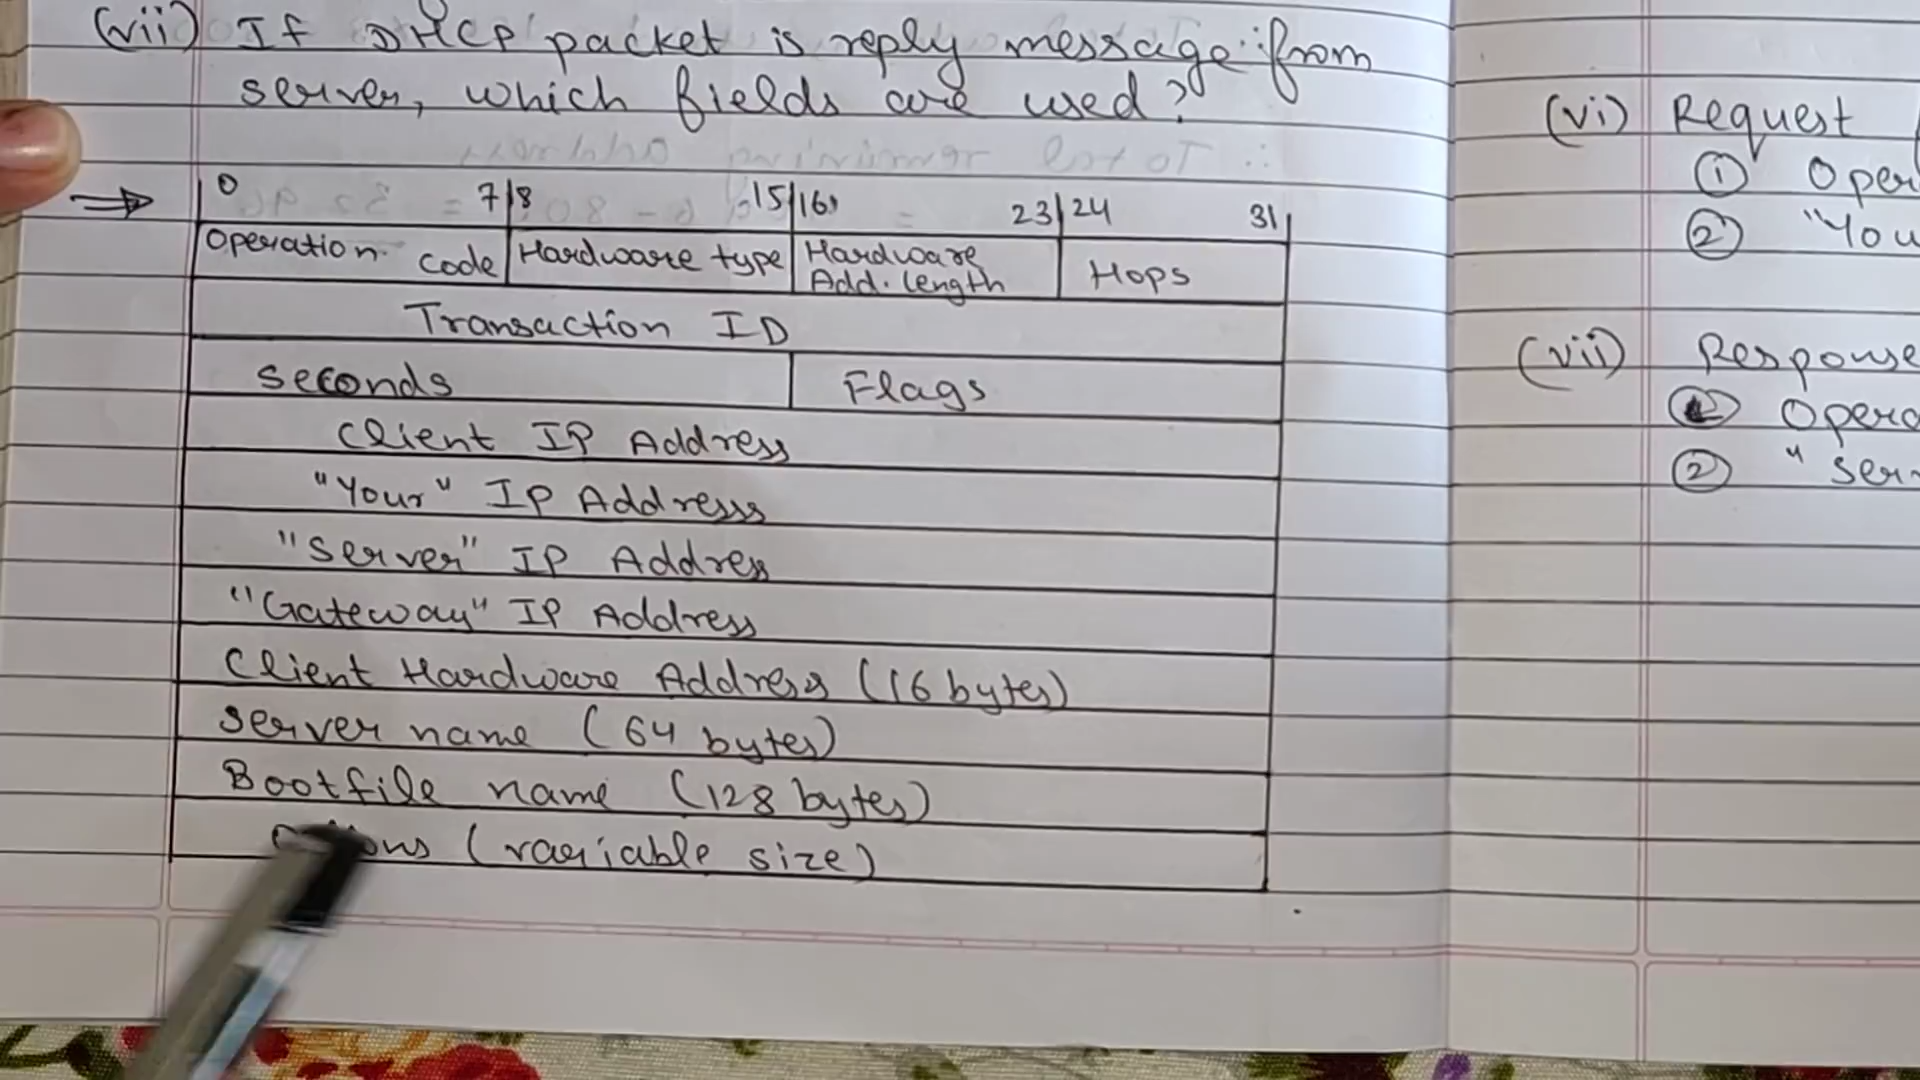 (vii) If DHCP packet is reply message from
server, which fields are used?
0 7 8 15 16 23 24 31
Operation code Hardware type Hardware Add. length Hops
Transaction ID
Seconds Flags
Client IP Address
"Your" IP Addresss
"Server" IP Address
"Gateway" IP Address
Client Hardware Address (16 bytes)
Server name (64 bytes)
Bootfile name (128 bytes)
(variable size)
(vi) Request
①
② "You
(vii) Response
② "Ser